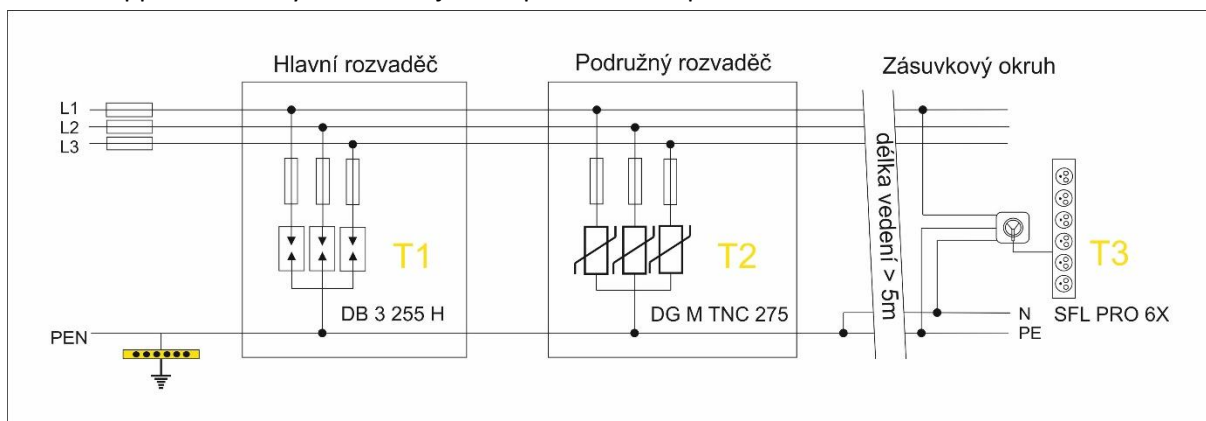 Hlavní rozvaděč
Podružný rozvaděč
Zásuvkový okruh
L1
L2
L3
délka vedení > 5m
T1
T2
T3
DB 3 255 H
DG M TNC 275
N
SFL PRO 6X
PEN
PE